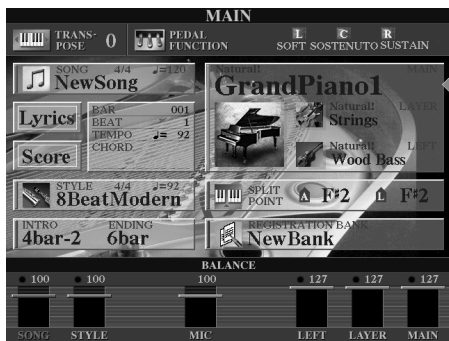 MAIN
TRANS-
POSE 0
PEDAL
FUNCTION
L C R
SOFT SOSTENUTO SUSTAIN
SONG 4/4 ♩=120
NewSong
Lyrics
Score
BAR 001
BEAT 1
TEMPO ♩= 92
CHORD
Natural! MAIN
GrandPiano1
Natural! LAYER
Strings
Natural! LEFT
Wood Bass
STYLE 4/4 ♩=92
8BeatModern
SPLIT
POINT A F♯2 L F♯2
INTRO ENDING
4bar-2 6bar
REGISTRATION BANK
NewBank
BALANCE
100 100 100 127 127 127
SONG STYLE MIC LEFT LAYER MAIN